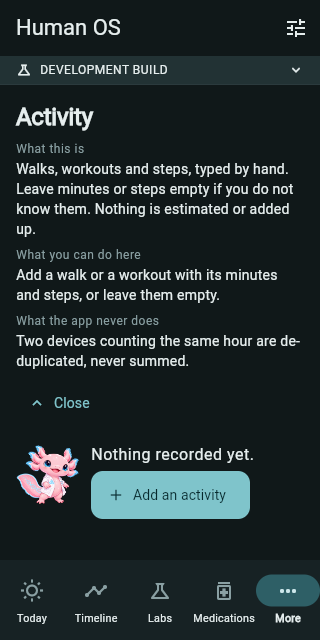 Human OS
DEVELOPMENT BUILD
Activity
What this is
Walks, workouts and steps, typed by hand.
Leave minutes or steps empty if you do not
know them. Nothing is estimated or added
up.
What you can do here
Add a walk or a workout with its minutes
and steps, or leave them empty.
What the app never does
Two devices counting the same hour are de-
duplicated, never summed.
Close
Nothing recorded yet.
Add an activity
Today
Timeline
Labs
Medications
More